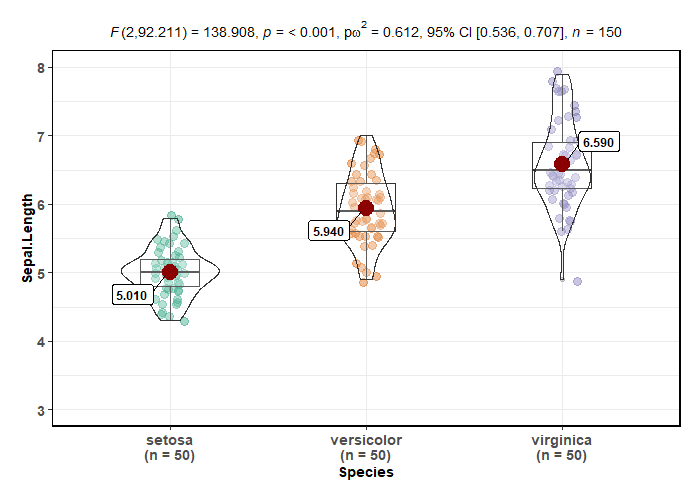 F(2,92.211) = 138.908, p = < 0.001, pω² = 0.612, 95% CI [0.536, 0.707], n = 150
8
7
6
5
4
3
Sepal.Length
6.590
5.940
5.010
setosa
(n = 50)
versicolor
(n = 50)
virginica
(n = 50)
Species